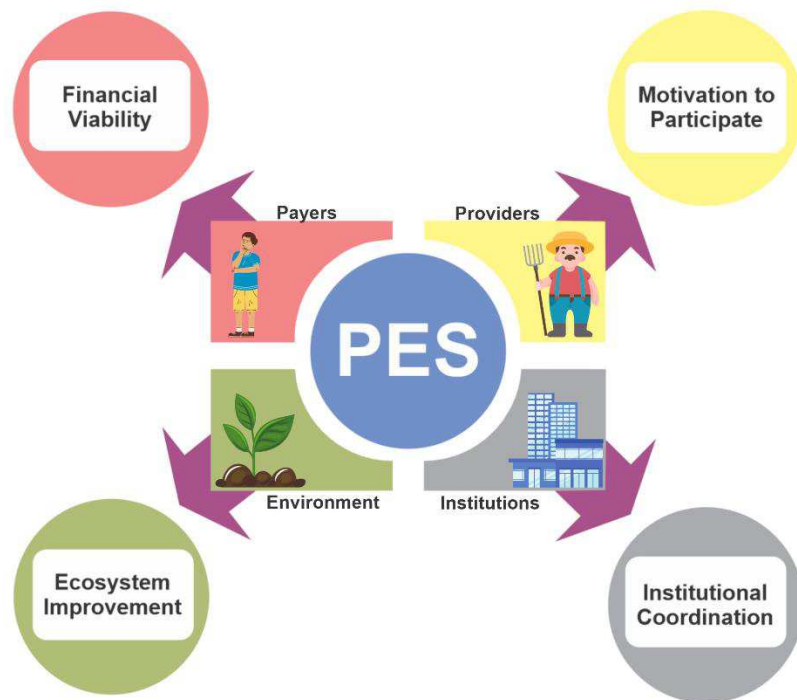 Financial
Viability
Motivation to
Participate
Payers
Providers
PES
Environment
Institutions
Ecosystem
Improvement
Institutional
Coordination